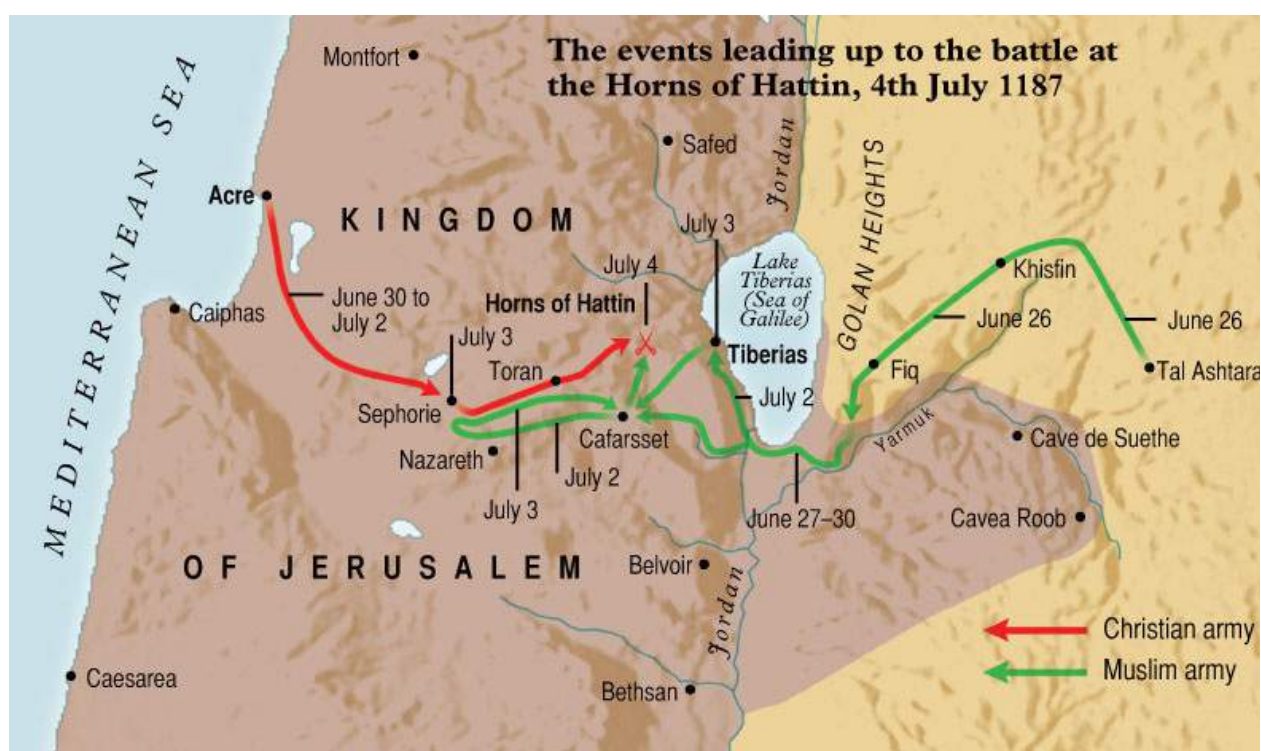 The events leading up to the battle at
the Horns of Hattin, 4th July 1187
MEDITERRANEAN SEA
Montfort
Safed
Jordan
GOLAN HEIGHTS
Acre
KINGDOM
July 3
Lake
Tiberias
(Sea of
Galilee)
Khisfin
July 4
Horns of Hattin
June 30 to
July 2
Caiphas
June 26
June 26
July 3
Toran
Tiberias
Fiq
Tal Ashtara
Sephorie
July 2
Cafarsset
Yarmuk
Cave de Suethe
Nazareth
July 2
July 3
June 27–30
Cavea Roob
OF JERUSALEM
Belvoir
Jordan
Christian army
Muslim army
Caesarea
Bethsan